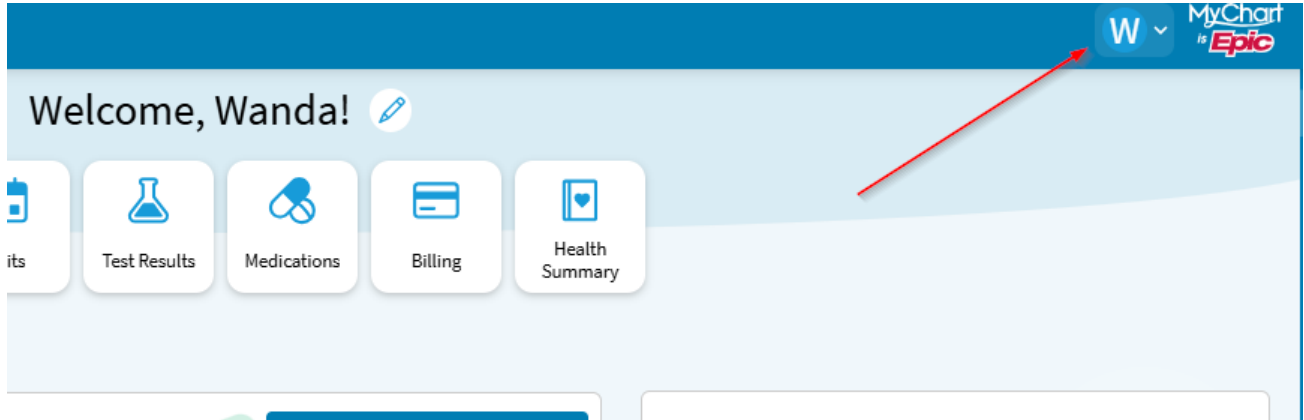 W
MyChart
is Epic
Welcome, Wanda!
its
Test Results
Medications
Billing
Health
Summary